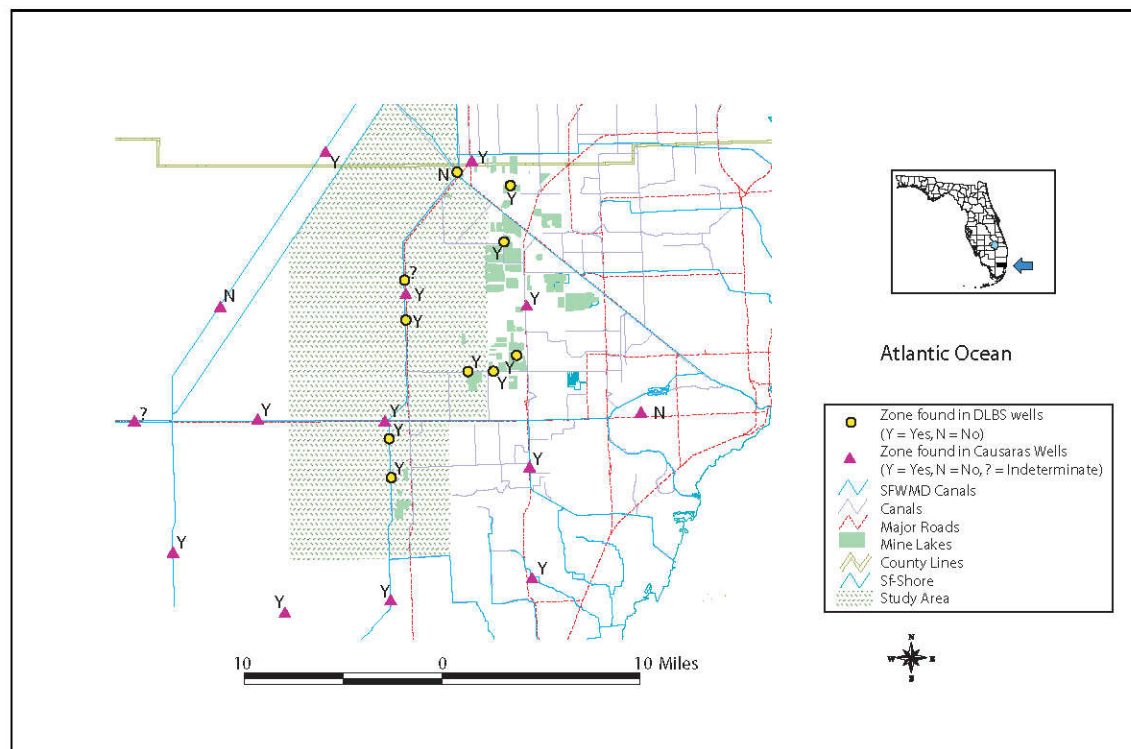 Y
Y
N
Y
Y
?
Y
N
Y
Y
Y
Y
Y
Y
?
Y
Y
N
Y
Y
Y
Y
Y
Y
Y
10
0
10 Miles
Atlantic Ocean
Zone found in DLBS wells
(Y = Yes, N = No)
Zone found in Causaras Wells
(Y = Yes, N = No, ? = Indeterminate)
SFWMD Canals
Canals
Major Roads
Mine Lakes
County Lines
Sf-Shore
Study Area
N
W
E
S